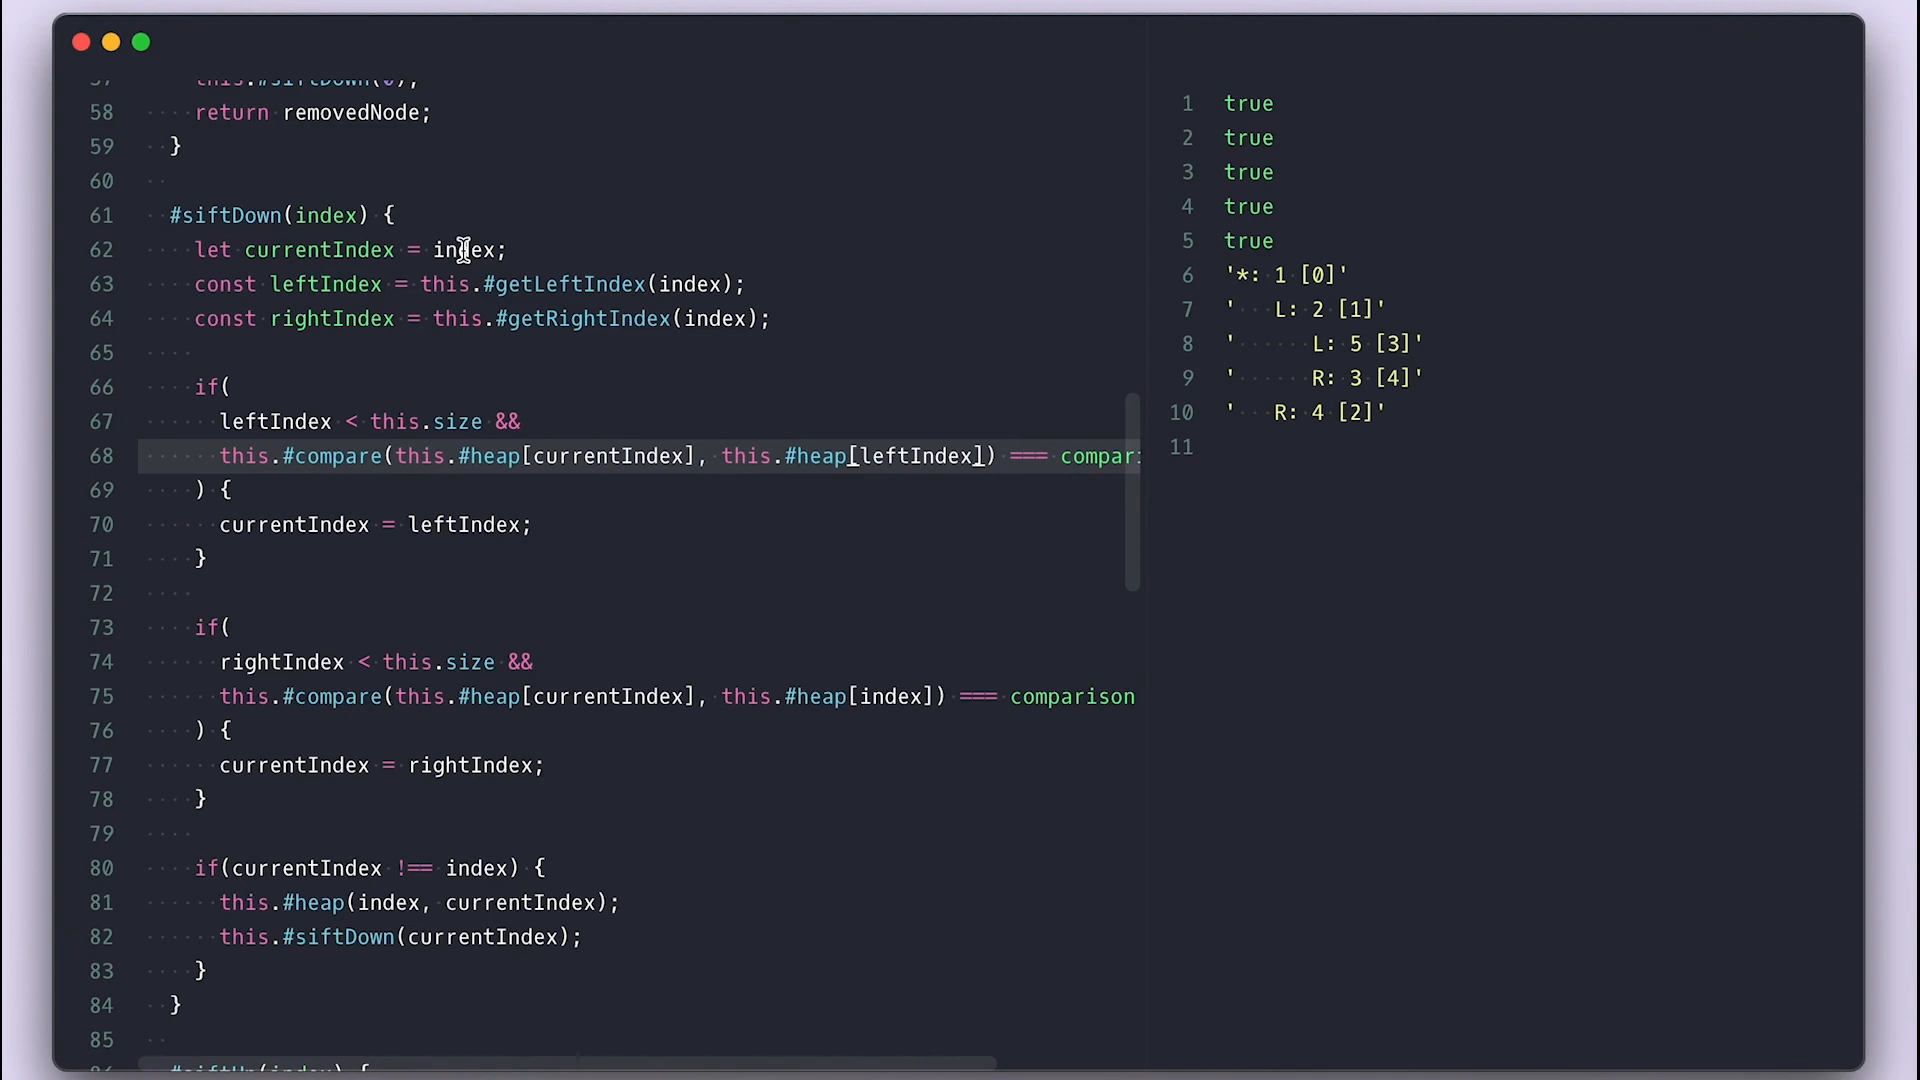 58 return removedNode;
59 }
60
61 #siftDown(index) {
62 let currentIndex = index;
63 const leftIndex = this.#getLeftIndex(index);
64 const rightIndex = this.#getRightIndex(index);
65
66 if(
67 leftIndex < this.size &&
68 this.#compare(this.#heap[currentIndex], this.#heap[leftIndex]) === compari
69 ) {
70 currentIndex = leftIndex;
71 }
72
73 if(
74 rightIndex < this.size &&
75 this.#compare(this.#heap[currentIndex], this.#heap[index]) === comparison
76 ) {
77 currentIndex = rightIndex;
78 }
79
80 if(currentIndex !== index) {
81 this.#heap(index, currentIndex);
82 this.#siftDown(currentIndex);
83 }
84 }
85
1 true
2 true
3 true
4 true
5 true
6 '*: 1 [0]'
7 '   L: 2 [1]'
8 '      L: 5 [3]'
9 '      R: 3 [4]'
10 '   R: 4 [2]'
11